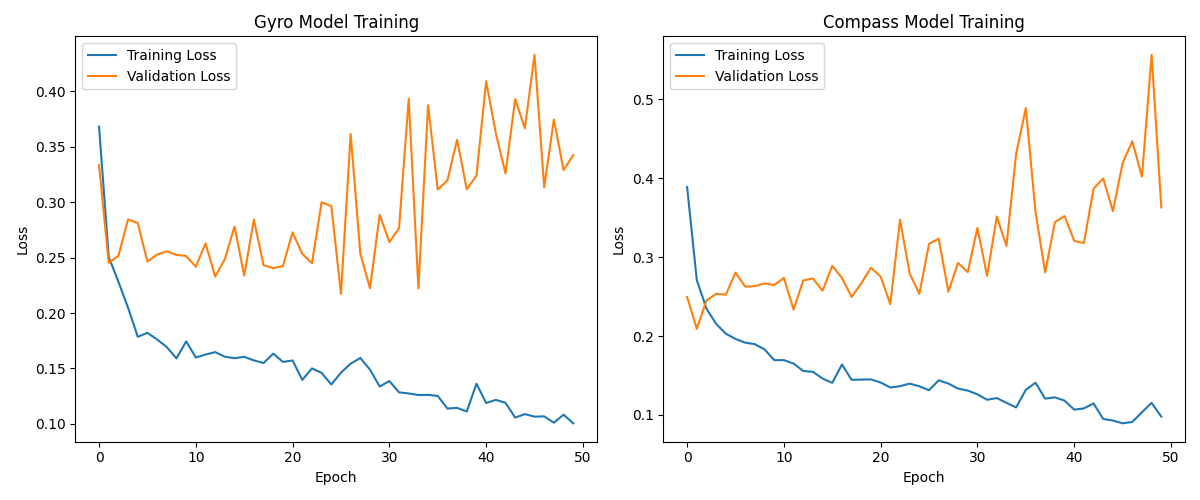 Gyro Model Training
Training Loss
Validation Loss
0.40
0.35
0.30
0.25
0.20
0.15
0.10
Loss
0 10 20 30 40 50
Epoch
Compass Model Training
Training Loss
Validation Loss
0.5
0.4
0.3
0.2
0.1
Loss
0 10 20 30 40 50
Epoch